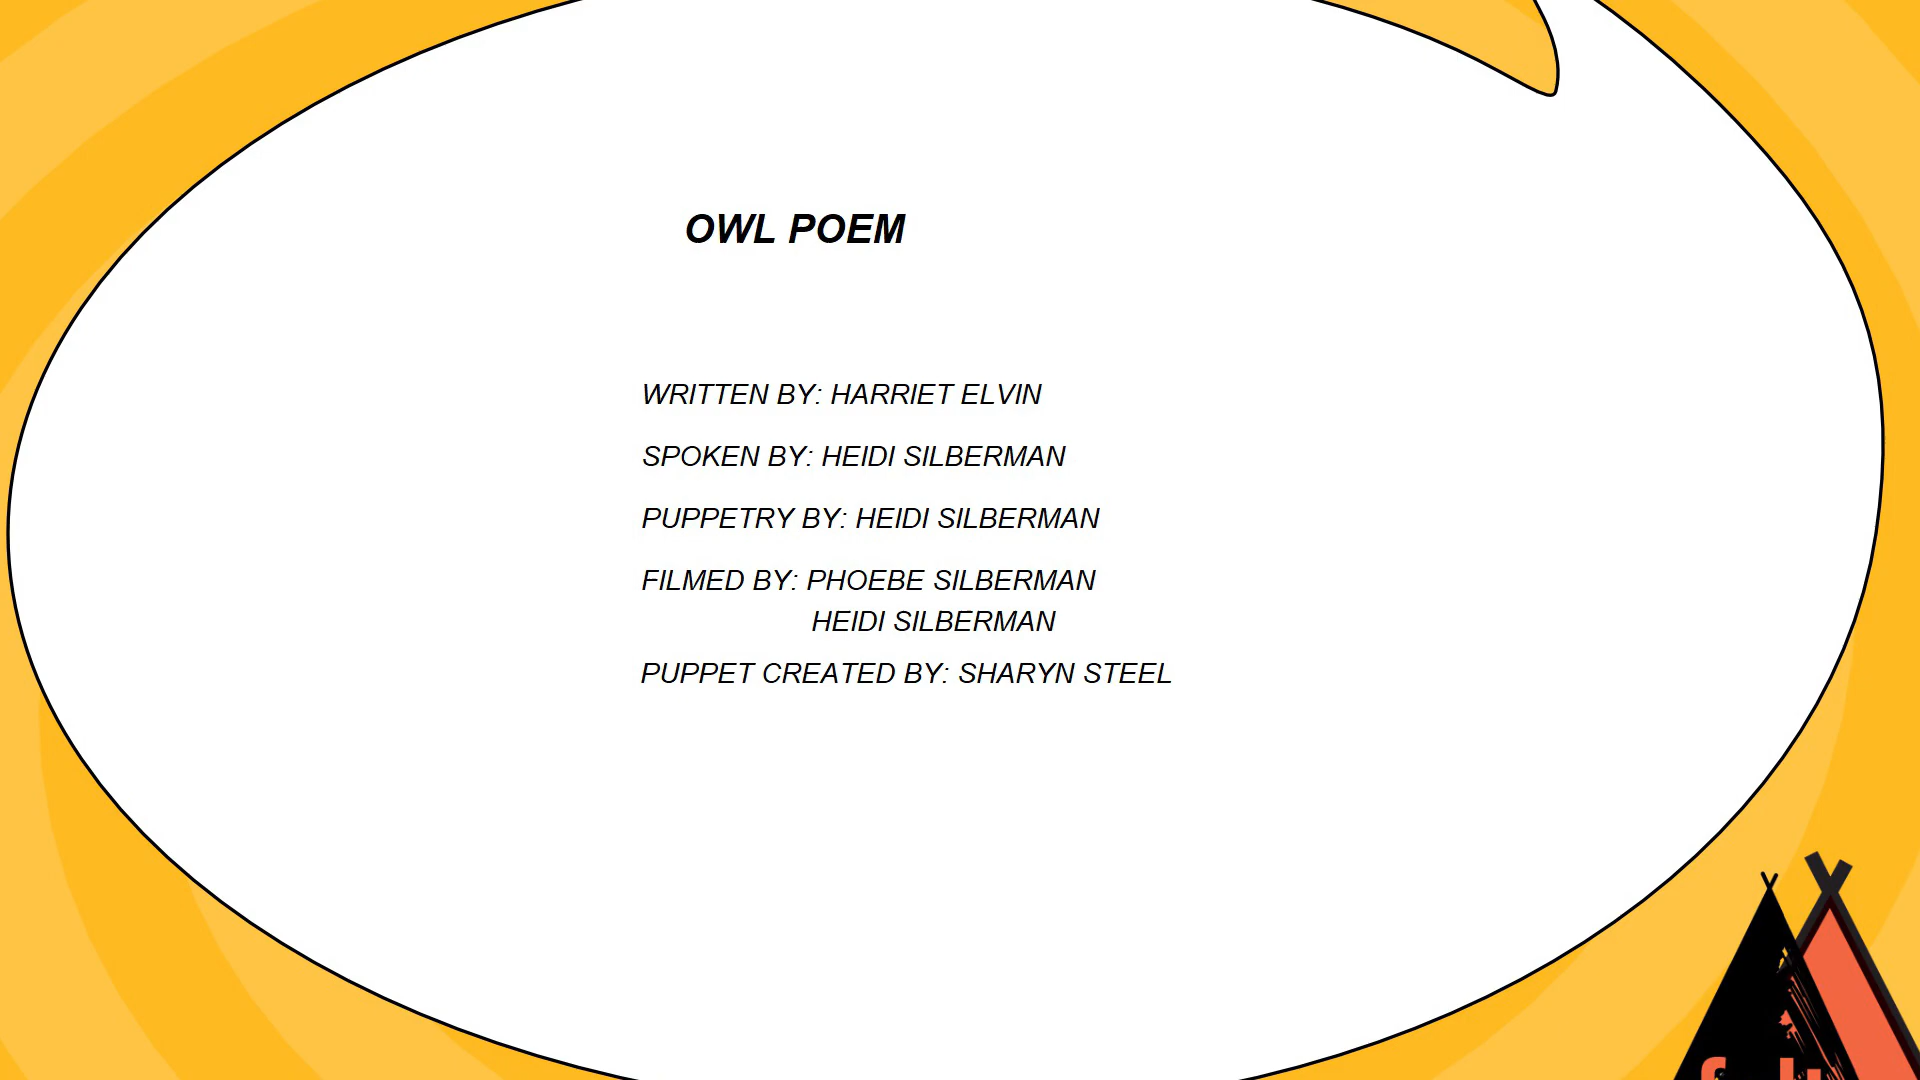 OWL POEM
WRITTEN BY: HARRIET ELVIN
SPOKEN BY: HEIDI SILBERMAN
PUPPETRY BY: HEIDI SILBERMAN
FILMED BY: PHOEBE SILBERMAN
HEIDI SILBERMAN
PUPPET CREATED BY: SHARYN STEEL